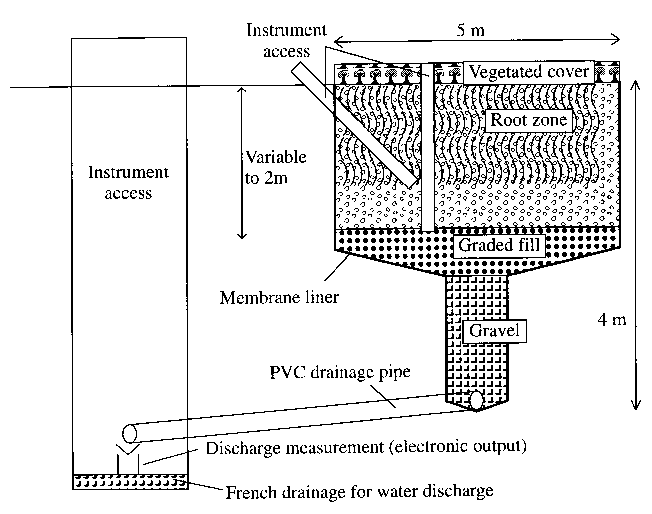 Instrument
access
5 m
Vegetated cover
Root zone
Instrument
access
Variable
to 2m
Graded fill
Membrane liner
Gravel
4 m
PVC drainage pipe
Discharge measurement (electronic output)
French drainage for water discharge